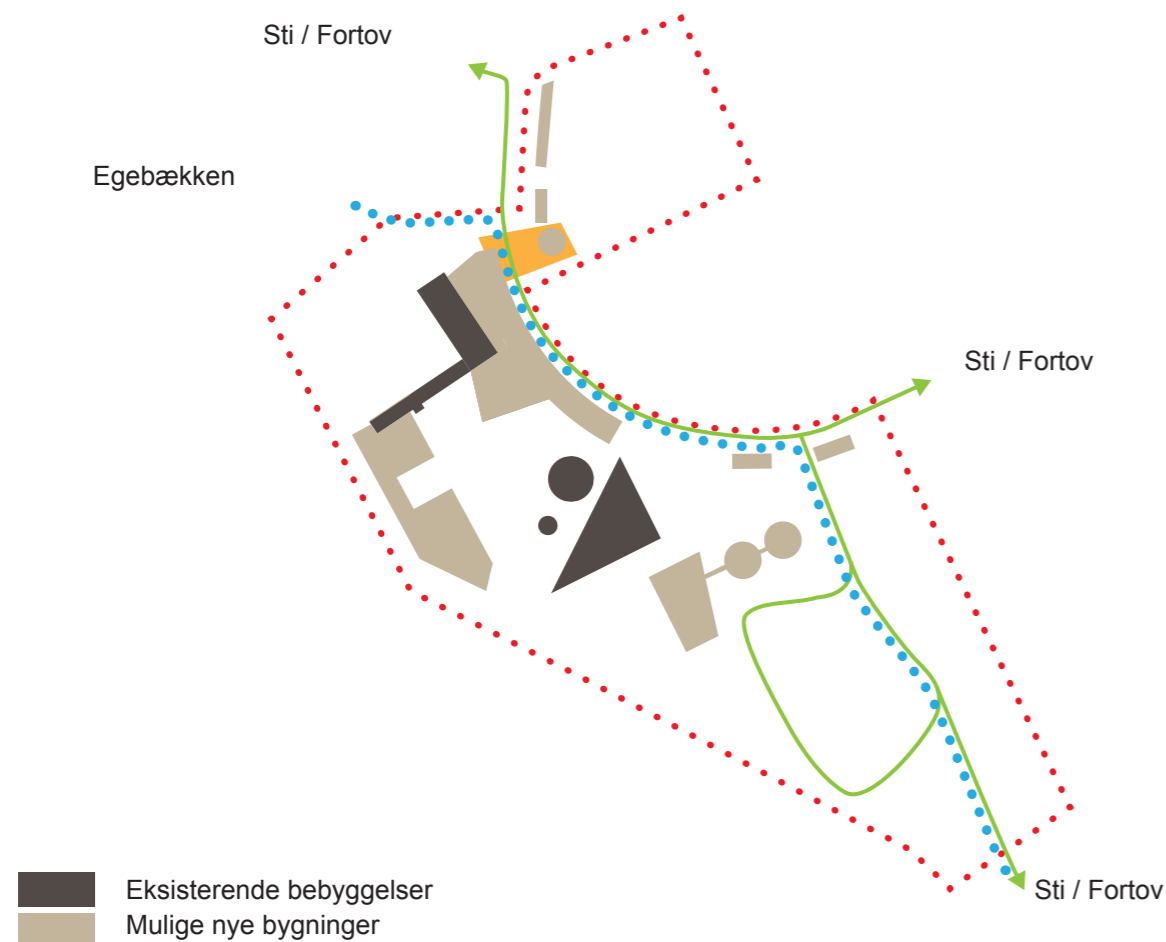 Sti / Fortov
Egebækken
Sti / Fortov
Sti / Fortov
Eksisterende bebyggelser
Mulige nye bygninger